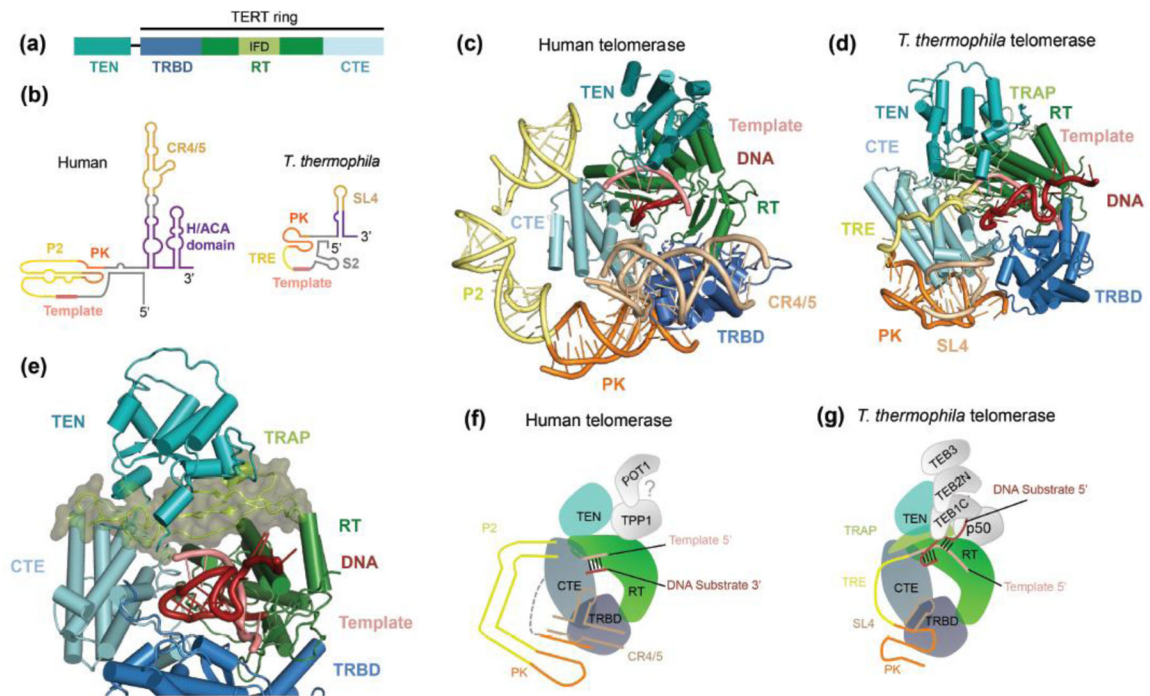 TERT ring
(a)
IFD
TEN
TRBD
RT
CTE
(b)
Human
CR4/5
T. thermophila
SL4
PK
H/ACA
domain
P2
PK
5'
3'
TRE
S2
Template
3'
Template
5'
(c)
Human telomerase
TEN
Template
DNA
CTE
RT
P2
CR4/5
TRBD
PK
(d)
T. thermophila telomerase
TRAP
TEN
RT
Template
CTE
DNA
TRE
TRBD
PK
SL4
(e)
TEN
TRAP
RT
CTE
DNA
Template
TRBD
(f)
Human telomerase
POT1
?
P2
TEN
TPP1
Template 5'
CTE
DNA Substrate 3'
RT
TRBD
CR4/5
PK
(g)
T. thermophila telomerase
TEB3
TEB2N
DNA Substrate 5'
TEN
TEB1C
p50
TRAP
RT
TRE
CTE
Template 5'
SL4
TRBD
PK